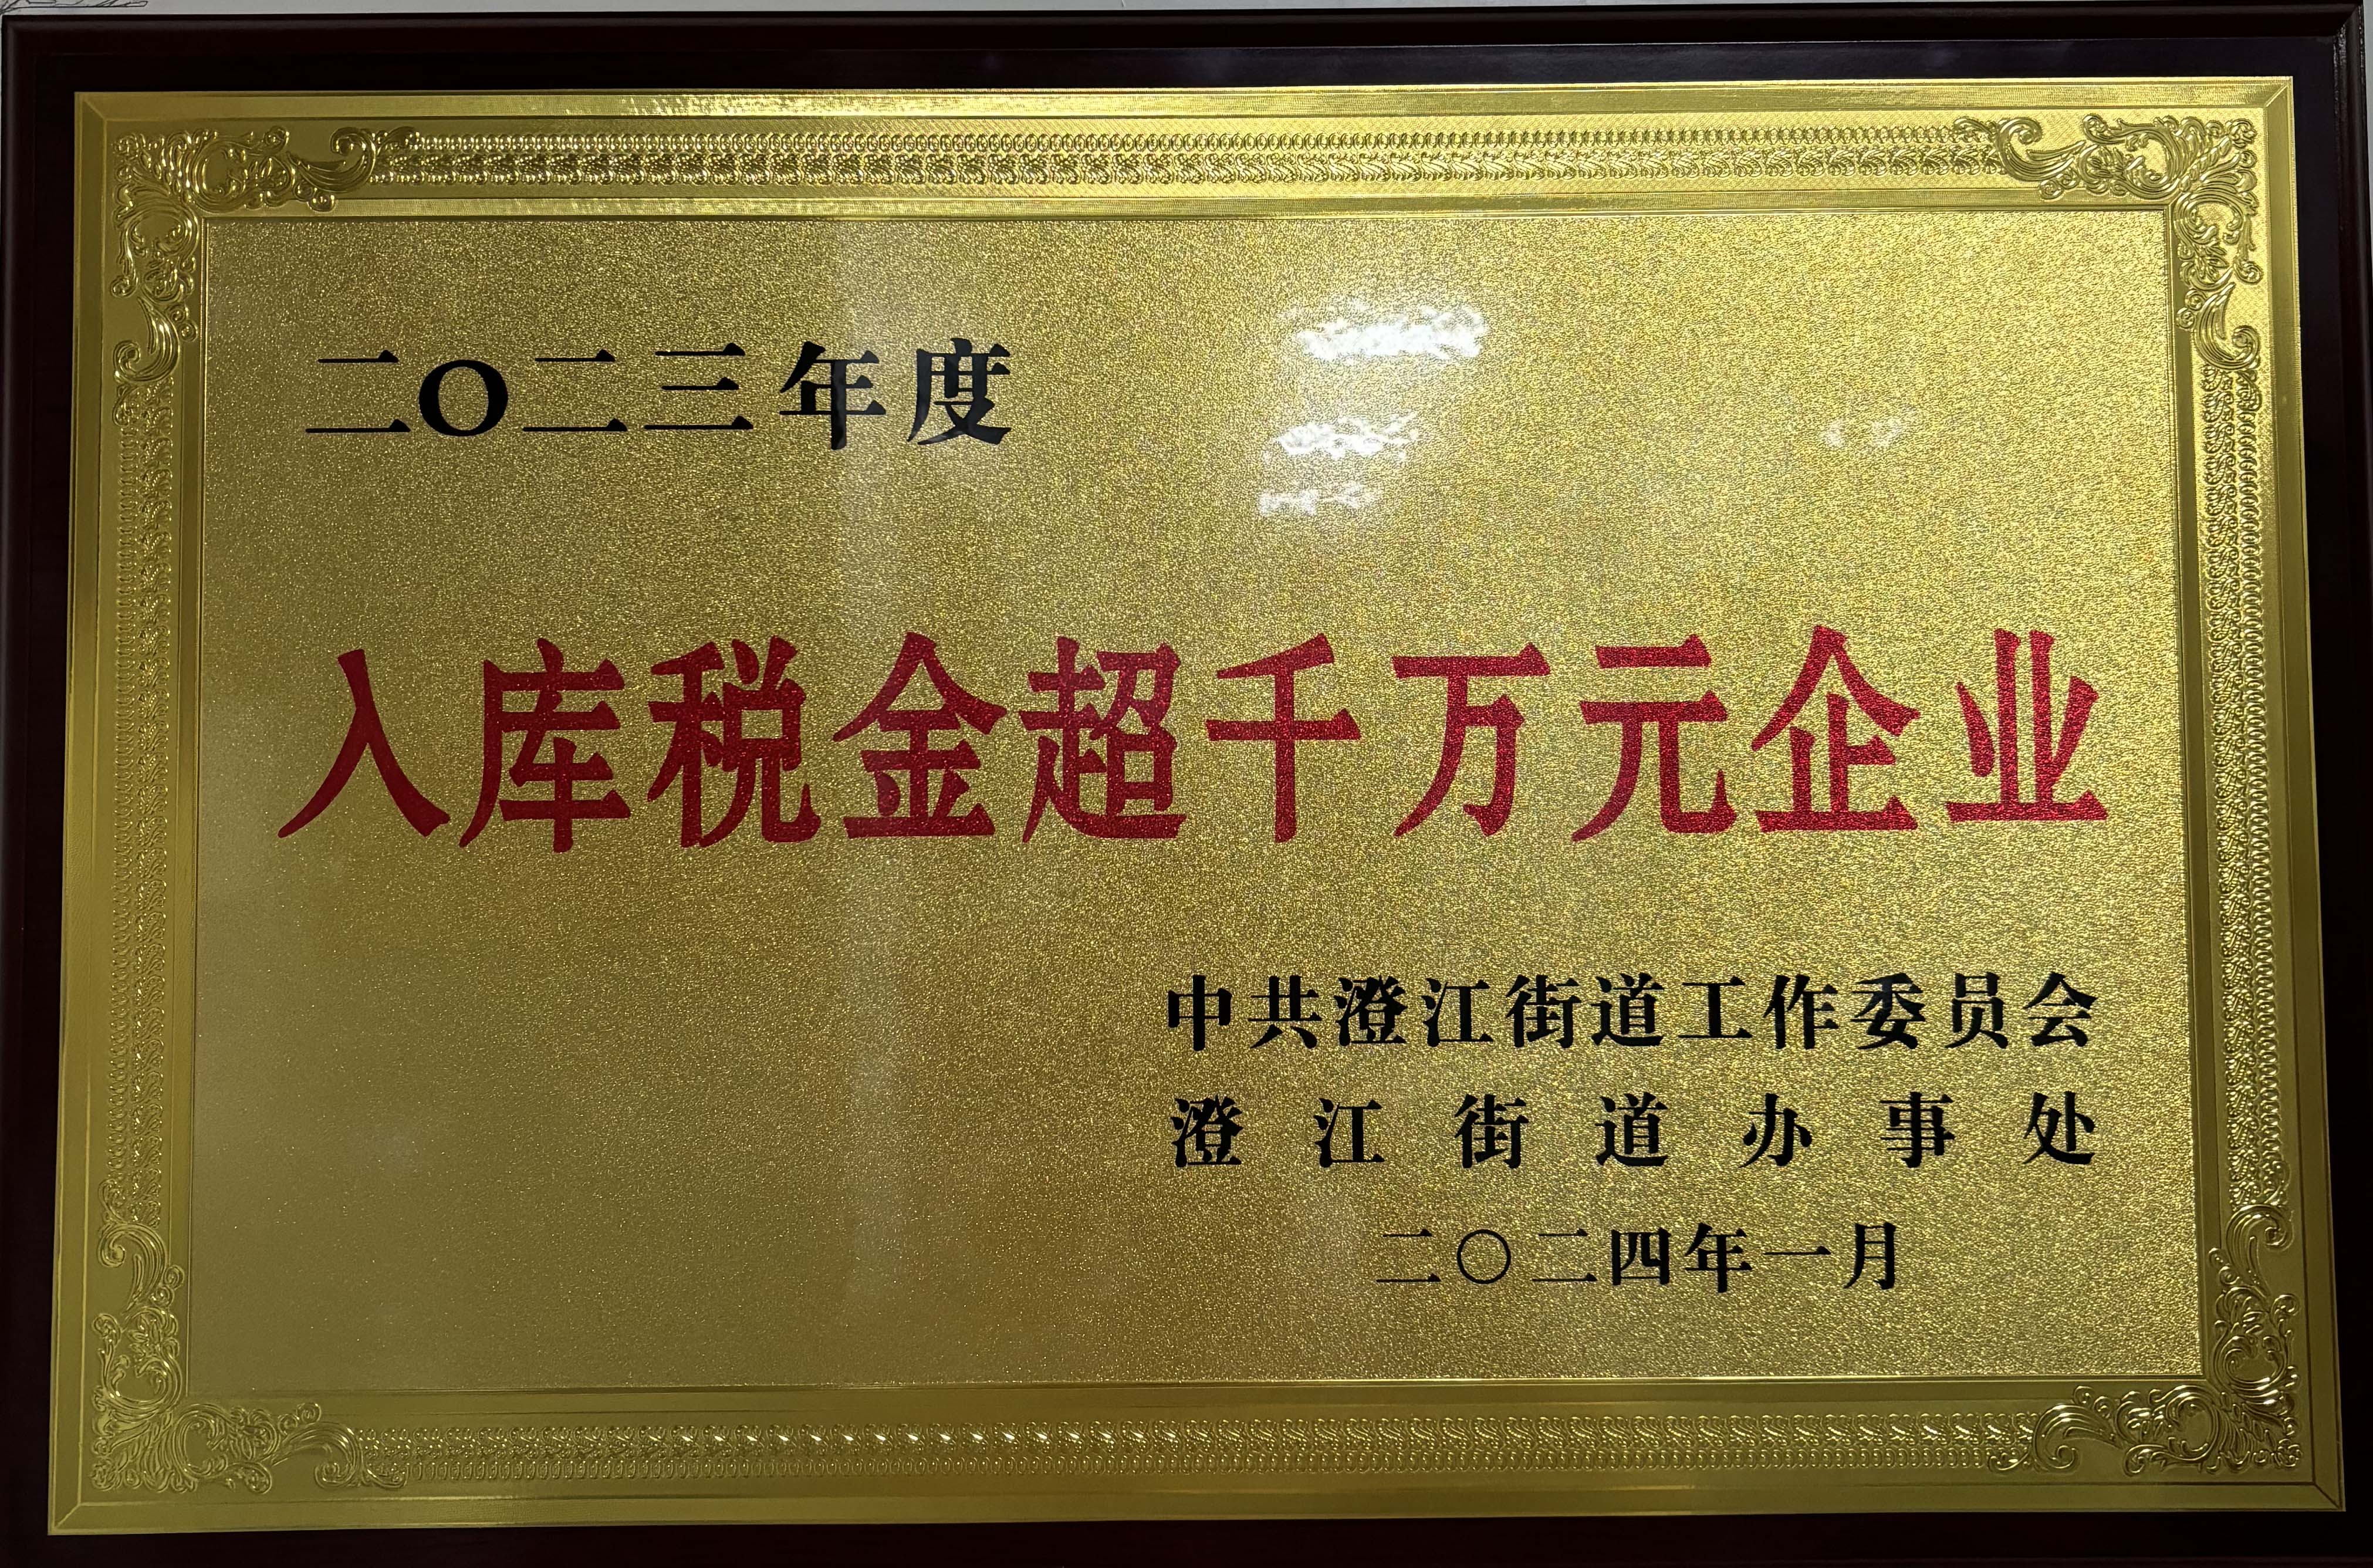 二〇二三年度
入库税金超千万元企业
中共澄江街道工作委员会
澄江街道办事处
二〇二四年一月